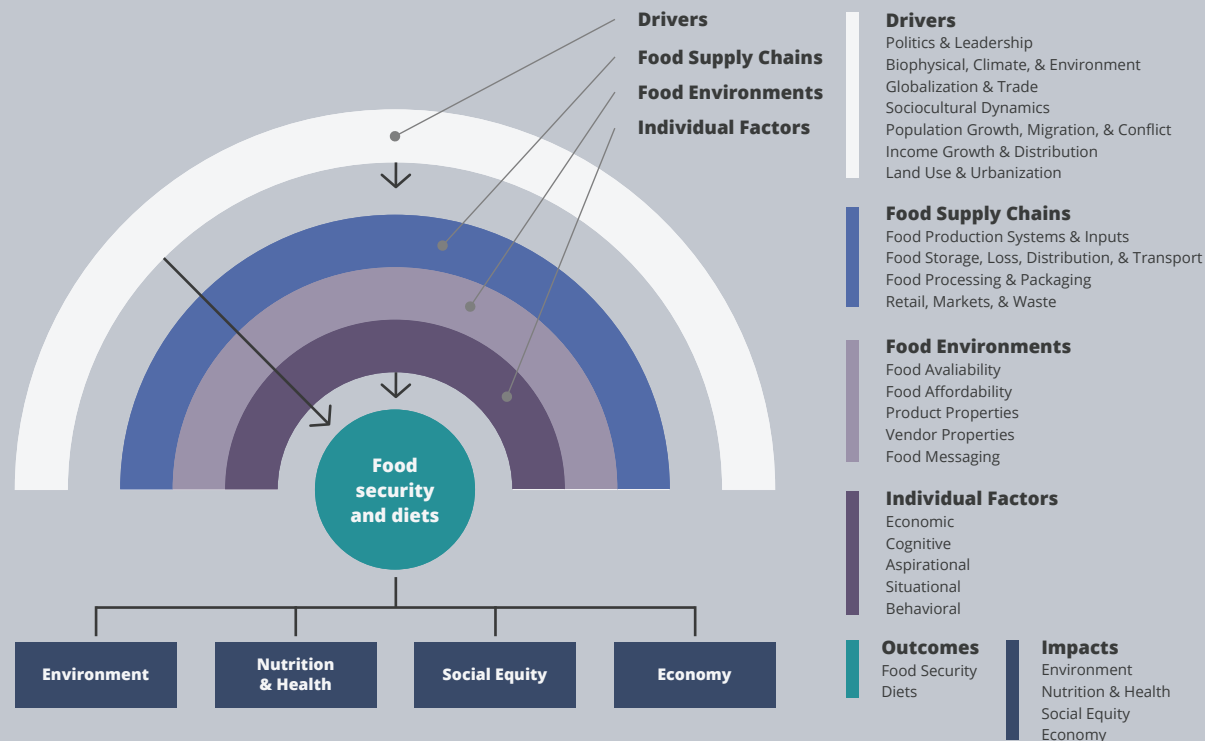 Drivers
Food Supply Chains
Food Environments
Individual Factors
Food
security
and diets
Environment
Nutrition
& Health
Social Equity
Economy
Drivers
Politics & Leadership
Biophysical, Climate, & Environment
Globalization & Trade
Sociocultural Dynamics
Population Growth, Migration, & Conflict
Income Growth & Distribution
Land Use & Urbanization
Food Supply Chains
Food Production Systems & Inputs
Food Storage, Loss, Distribution, & Transport
Food Processing & Packaging
Retail, Markets, & Waste
Food Environments
Food Avaliability
Food Affordability
Product Properties
Vendor Properties
Food Messaging
Individual Factors
Economic
Cognitive
Aspirational
Situational
Behavioral
Outcomes
Food Security
Diets
Impacts
Environment
Nutrition & Health
Social Equity
Economy